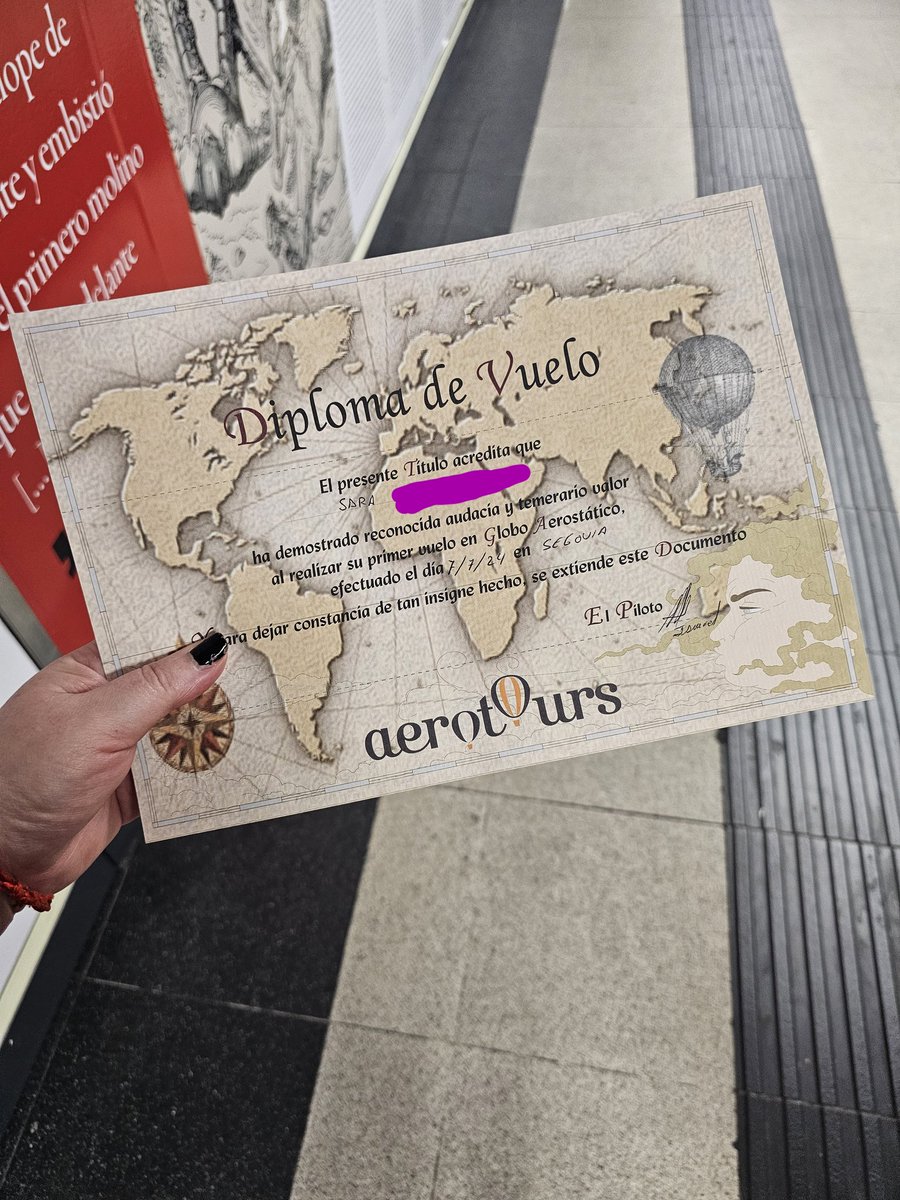 ope de
nte y embistió
el primero molino
delante
que
[...
Diploma de Vuelo
El presente Título acredita que
SARA
ha demostrado reconocida audacia y temerario valor
al realizar su primer vuelo en Globo Aerostático,
efectuado el día 7/7/24 en SEGOVIA
Y para dejar constancia de tan insigne hecho, se extiende este Documento
El Piloto
aerotours